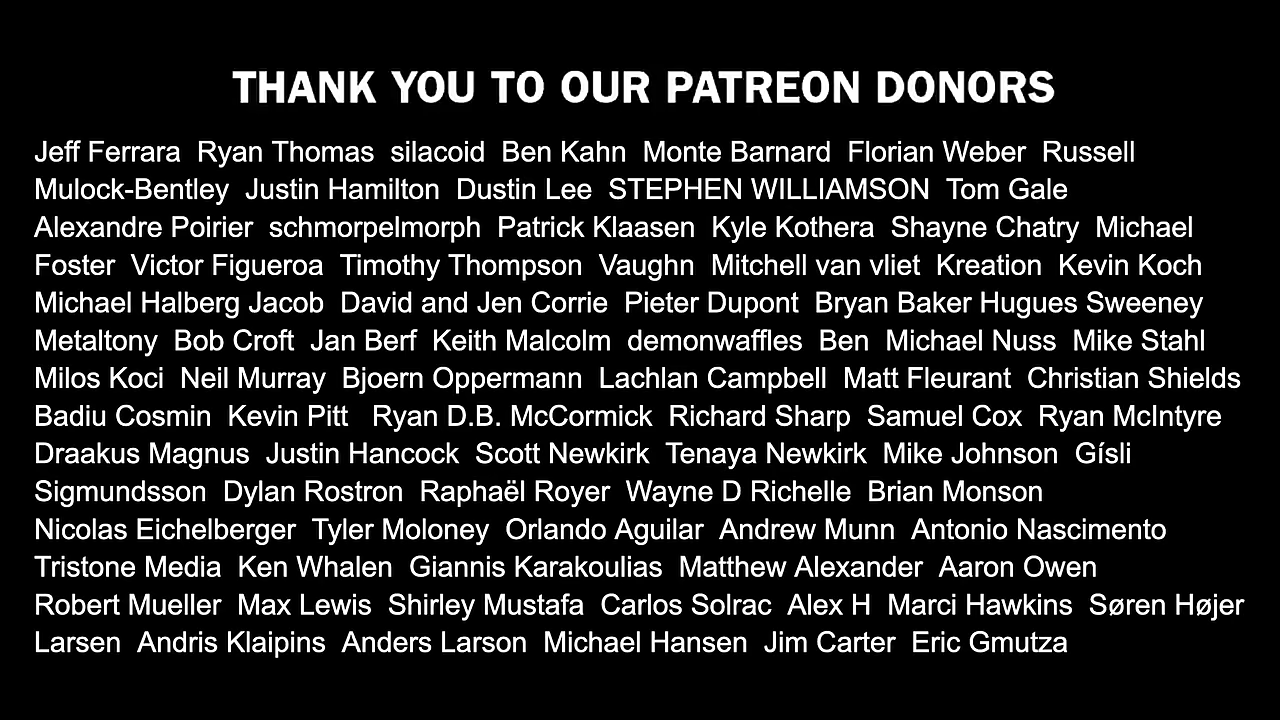 THANK YOU TO OUR PATREON DONORS
Jeff Ferrara Ryan Thomas silacoid Ben Kahn Monte Barnard Florian Weber Russell
Mulock-Bentley Justin Hamilton Dustin Lee STEPHEN WILLIAMSON Tom Gale
Alexandre Poirier schmorpelmorph Patrick Klaasen Kyle Kothera Shayne Chatry Michael
Foster Victor Figueroa Timothy Thompson Vaughn Mitchell van vliet Kreation Kevin Koch
Michael Halberg Jacob David and Jen Corrie Pieter Dupont Bryan Baker Hugues Sweeney
Metaltony Bob Croft Jan Berf Keith Malcolm demonwaffles Ben Michael Nuss Mike Stahl
Milos Koci Neil Murray Bjoern Oppermann Lachlan Campbell Matt Fleurant Christian Shields
Badiu Cosmin Kevin Pitt Ryan D.B. McCormick Richard Sharp Samuel Cox Ryan McIntyre
Draakus Magnus Justin Hancock Scott Newkirk Tenaya Newkirk Mike Johnson Gísli
Sigmundsson Dylan Rostron Raphaël Royer Wayne D Richelle Brian Monson
Nicolas Eichelberger Tyler Moloney Orlando Aguilar Andrew Munn Antonio Nascimento
Tristone Media Ken Whalen Giannis Karakoulias Matthew Alexander Aaron Owen
Robert Mueller Max Lewis Shirley Mustafa Carlos Solrac Alex H Marci Hawkins Søren Højer
Larsen Andris Klaipins Anders Larson Michael Hansen Jim Carter Eric Gmutza